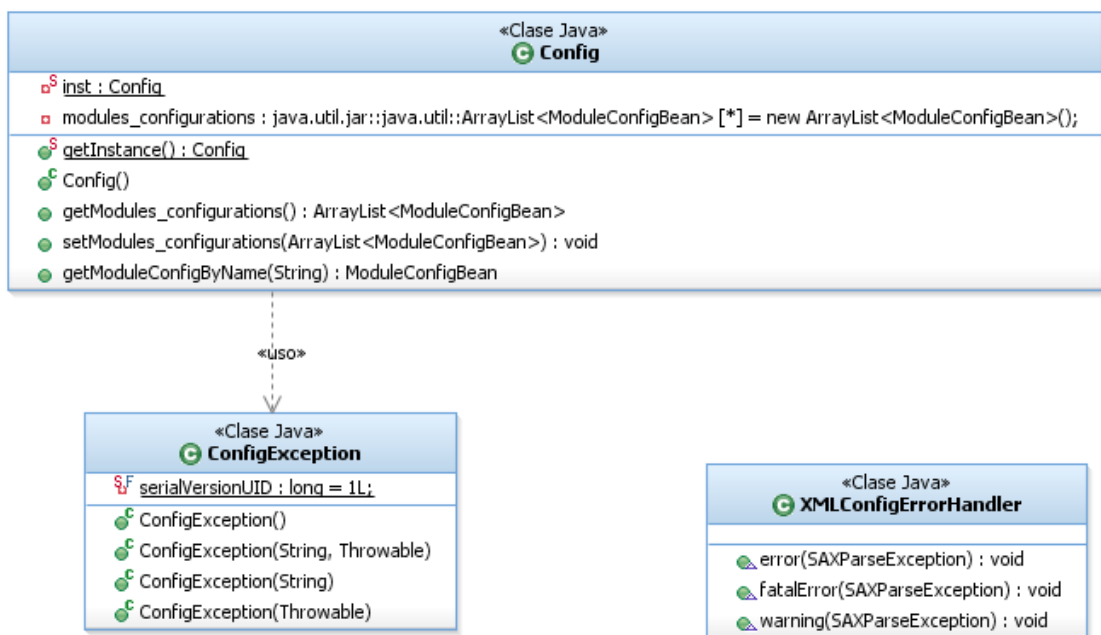 «Clase Java»
Config
inst : Config
modules_configurations : java.util.jar::java.util::ArrayList<ModuleConfigBean> [*] = new ArrayList<ModuleConfigBean>();
getInstance() : Config
Config()
getModules_configurations() : ArrayList<ModuleConfigBean>
setModules_configurations(ArrayList<ModuleConfigBean>) : void
getModuleConfigByName(String) : ModuleConfigBean
«uso»
«Clase Java»
ConfigException
serialVersionUID : long = 1L;
ConfigException()
ConfigException(String, Throwable)
ConfigException(String)
ConfigException(Throwable)
«Clase Java»
XMLConfigErrorHandler
error(SAXParseException) : void
fatalError(SAXParseException) : void
warning(SAXParseException) : void